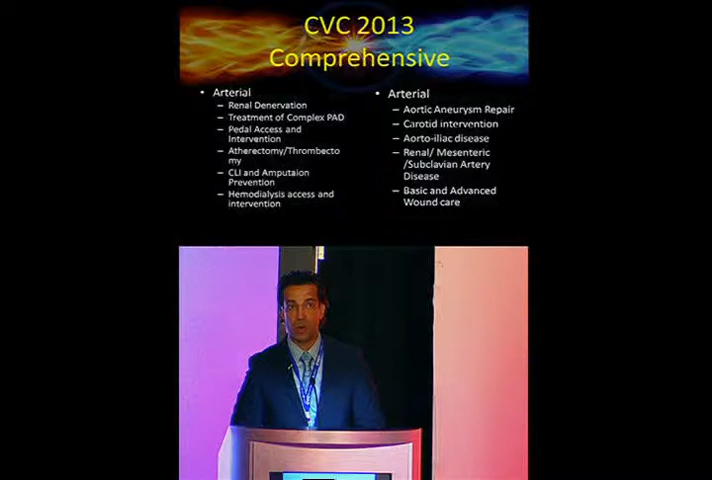 CVC 2013
Comprehensive
• Arterial
– Renal Denervation
– Treatment of Complex PAD
– Pedal Access and
Intervention
– Atherectomy/Thrombecto
my
– CLI and Amputaion
Prevention
– Hemodialysis access and
intervention
• Arterial
– Aortic Aneurysm Repair
– Carotid intervention
– Aorto-iliac disease
– Renal/ Mesenteric
/Subclavian Artery
Disease
– Basic and Advanced
Wound care